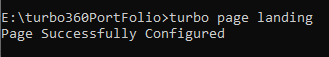 E:\turbo360PortFolio>turbo page landing
Page Successfully Configured